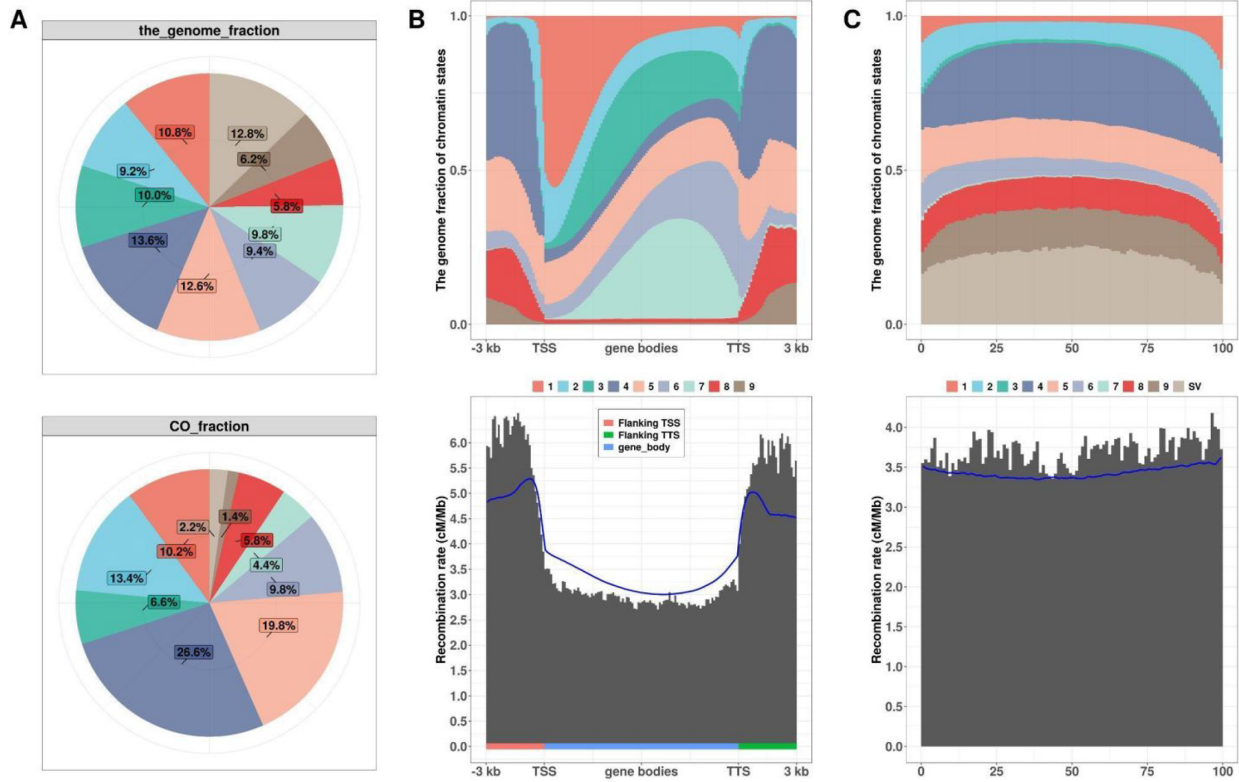 A
the_genome_fraction
10.8%
12.8%
6.2%
9.2%
10.0%
5.8%
9.8%
13.6%
9.4%
12.6%
CO_fraction
2.2%
1.4%
10.2%
5.8%
4.4%
13.4%
9.8%
6.6%
19.8%
26.6%
B
The genome fraction of chromatin states
1.0
0.5
0.0
-3 kb TSS gene bodies TTS 3 kb
1 2 3 4 5 6 7 8 9
Recombination rate (cM/Mb)
6.0
5.5
5.0
4.5
4.0
3.5
3.0
2.5
2.0
1.5
1.0
0.5
0.0
Flanking TSS
Flanking TTS
gene_body
-3 kb TSS gene bodies TTS 3 kb
C
The genome fraction of chromatin states
1.0
0.5
0.0
0 25 50 75 100
1 2 3 4 5 6 7 8 9 SV
Recombination rate (cM/Mb)
4.0
3.5
3.0
2.5
2.0
1.5
1.0
0.5
0.0
0 25 50 75 100